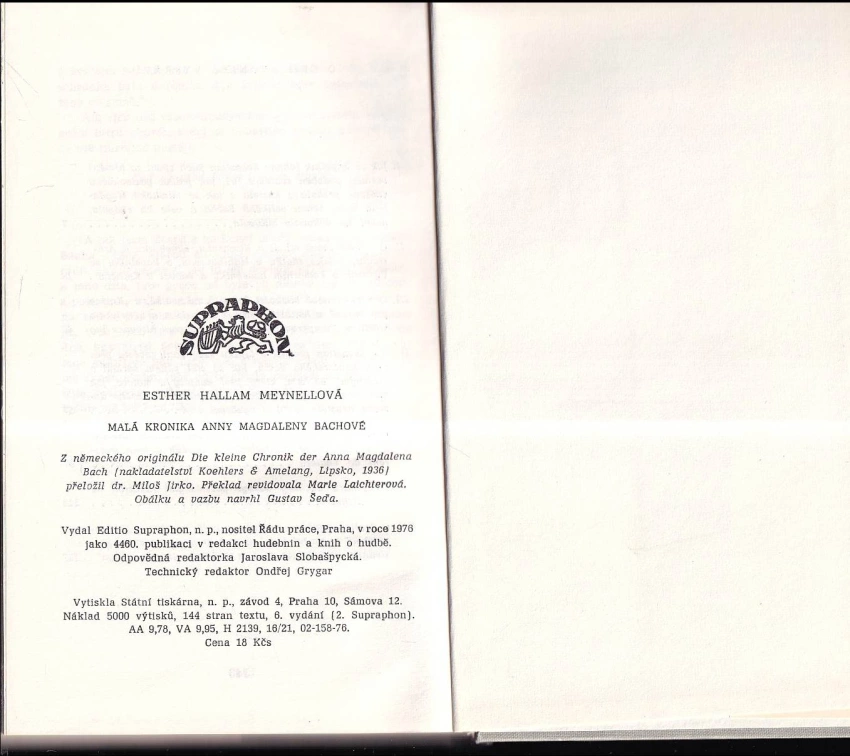 SUPRAPHON
ESTHER HALLAM MEYNELLOVÁ
MALÁ KRONIKA ANNY MAGDALENY BACHOVÉ
Z německého originálu Die kleine Chronik der Anna Magdalena
Bach (nakladatelství Koehlers & Amelang, Lipsko, 1936)
přeložil dr. Miloš Jirko. Překlad revidovala Marie Laichterová.
Obálku a vazbu navrhl Gustav Šeďa.
Vydal Editio Supraphon, n. p., nositel Řádu práce, Praha, v roce 1976
jako 4460. publikaci v redakci hudebnin a knih o hudbě.
Odpovědná redaktorka Jaroslava Slobašpycká.
Technický redaktor Ondřej Grygar
Vytiskla Státní tiskárna, n. p., závod 4, Praha 10, Sámova 12.
Náklad 5000 výtisků, 144 stran textu, 6. vydání (2. Supraphon).
AA 9,78, VA 9,95, H 2139, 16/21, 02-158-76.
Cena 18 Kčs